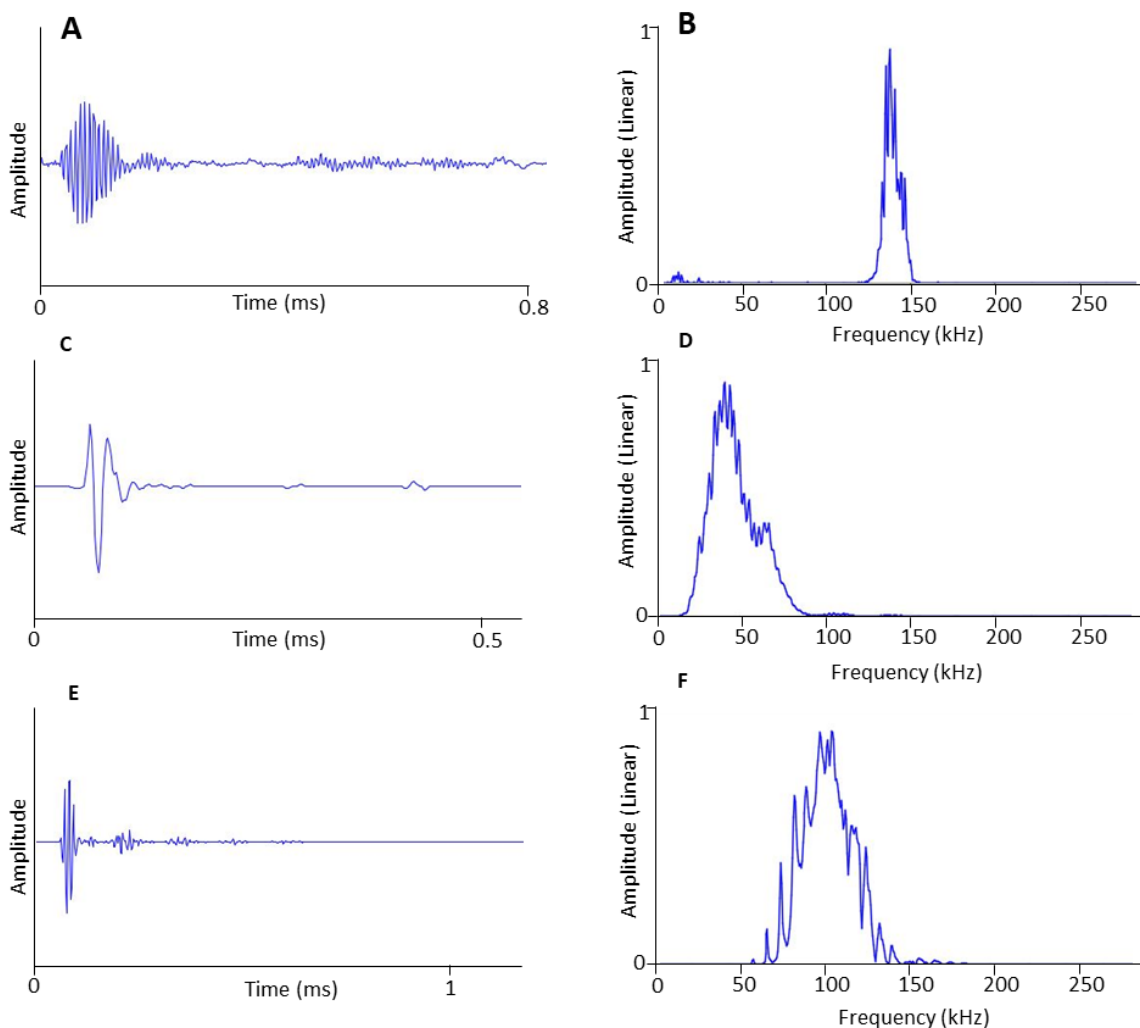 A
Amplitude
0
Time (ms)
0.8
B
1
Amplitude (Linear)
0
0 50 100 150 200 250
Frequency (kHz)
C
Amplitude
0
Time (ms)
0.5
D
1
Amplitude (Linear)
0
0 50 100 150 200 250
Frequency (kHz)
E
Amplitude
0
Time (ms)
1
F
1
Amplitude (Linear)
0
0 50 100 150 200 250
Frequency (kHz)